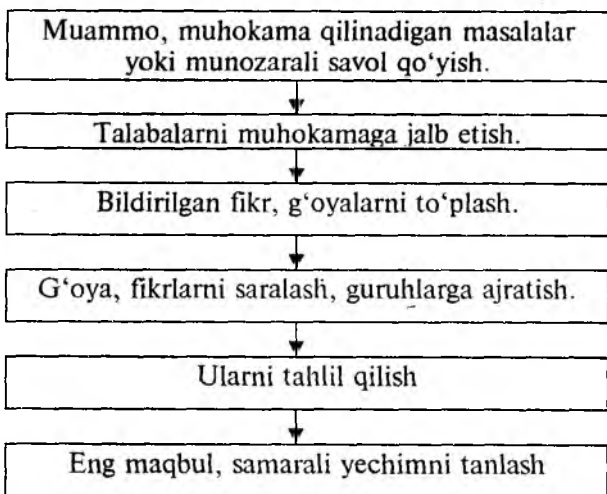 Muammo, muhokama qilinadigan masalalar
yoki munozarali savol qo‘yish.
Talabalarni muhokamaga jalb etish.
Bildirilgan fikr, g‘oyalarni to‘plash.
G‘oya, fikrlarni saralash, guruhlarga ajratish.
Ularni tahlil qilish
Eng maqbul, samarali yechimni tanlash